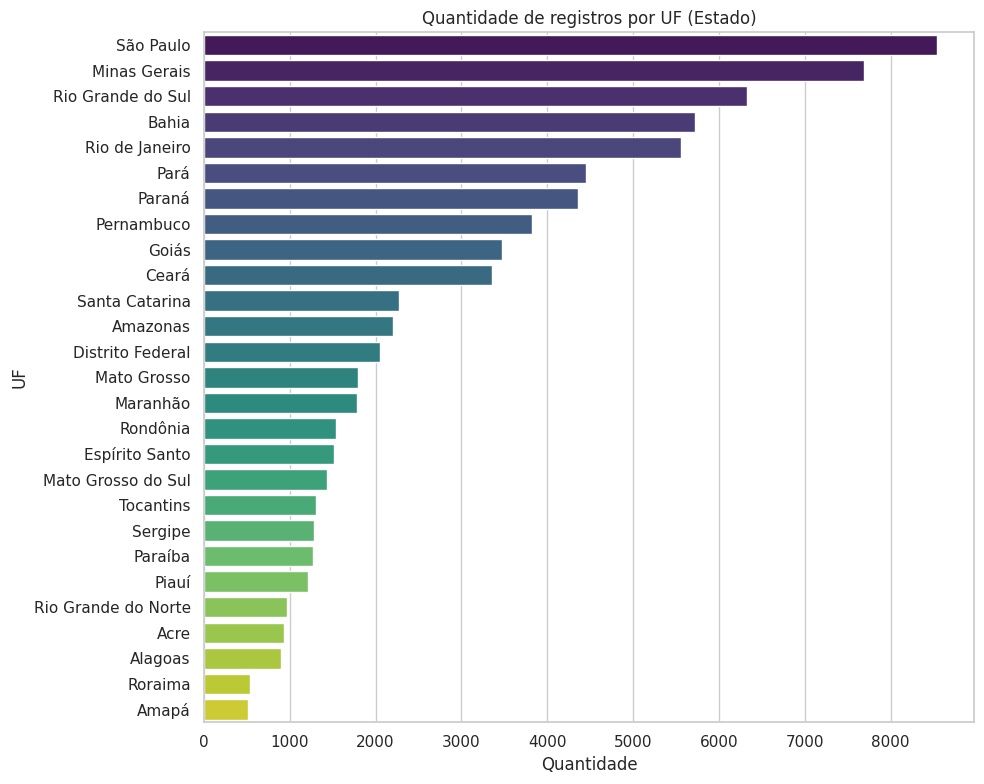 Quantidade de registros por UF (Estado)
São Paulo
Minas Gerais
Rio Grande do Sul
Bahia
Rio de Janeiro
Pará
Paraná
Pernambuco
Goiás
Ceará
Santa Catarina
Amazonas
Distrito Federal
Mato Grosso
Maranhão
Rondônia
Espírito Santo
Mato Grosso do Sul
Tocantins
Sergipe
Paraíba
Piauí
Rio Grande do Norte
Acre
Alagoas
Roraima
Amapá
UF
0 1000 2000 3000 4000 5000 6000 7000 8000
Quantidade